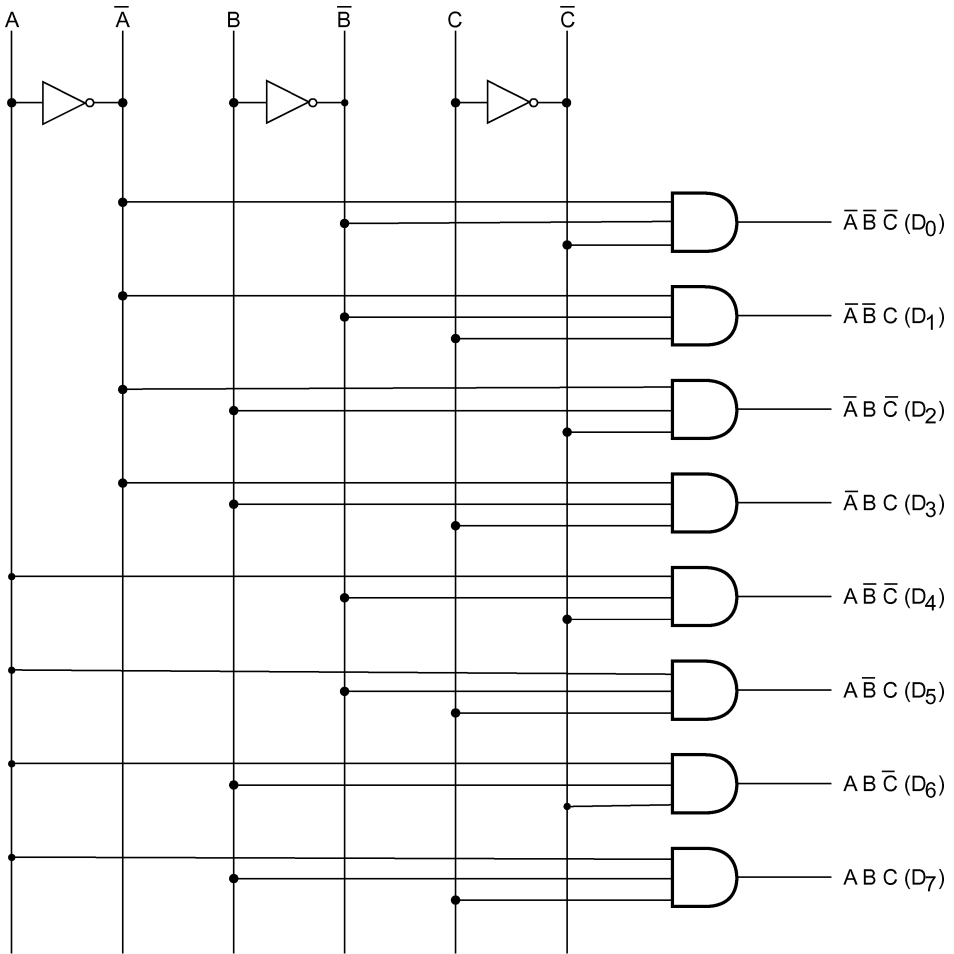 A A̅ B B̅ C C̅
A̅ B̅ C̅ (D₀)
A̅ B̅ C (D₁)
A̅ B C̅ (D₂)
A̅ B C (D₃)
A B̅ C̅ (D₄)
A B̅ C (D₅)
A B C̅ (D₆)
A B C (D₇)